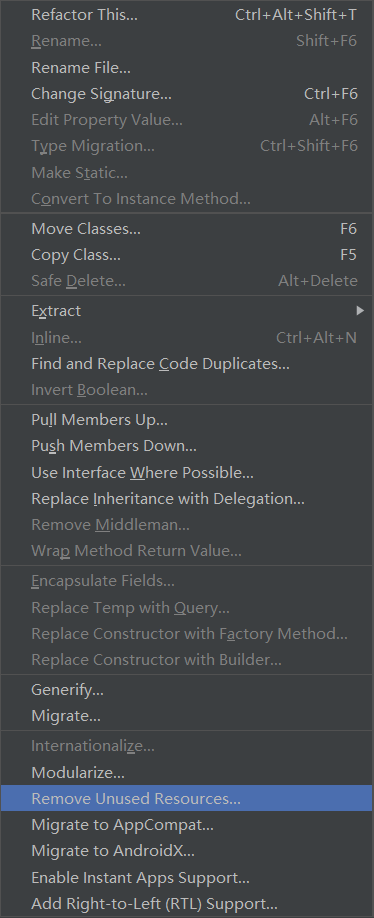 Refactor This... Ctrl+Alt+Shift+T
Rename... Shift+F6
Rename File...
Change Signature... Ctrl+F6
Edit Property Value... Alt+F6
Type Migration... Ctrl+Shift+F6
Make Static...
Convert To Instance Method...
Move Classes... F6
Copy Class... F5
Safe Delete... Alt+Delete
Extract
Inline... Ctrl+Alt+N
Find and Replace Code Duplicates...
Invert Boolean...
Pull Members Up...
Push Members Down...
Use Interface Where Possible...
Replace Inheritance with Delegation...
Remove Middleman...
Wrap Method Return Value...
Encapsulate Fields...
Replace Temp with Query...
Replace Constructor with Factory Method...
Replace Constructor with Builder...
Generify...
Migrate...
Internationalize...
Modularize...
Remove Unused Resources...
Migrate to AppCompat...
Migrate to AndroidX...
Enable Instant Apps Support...
Add Right-to-Left (RTL) Support...